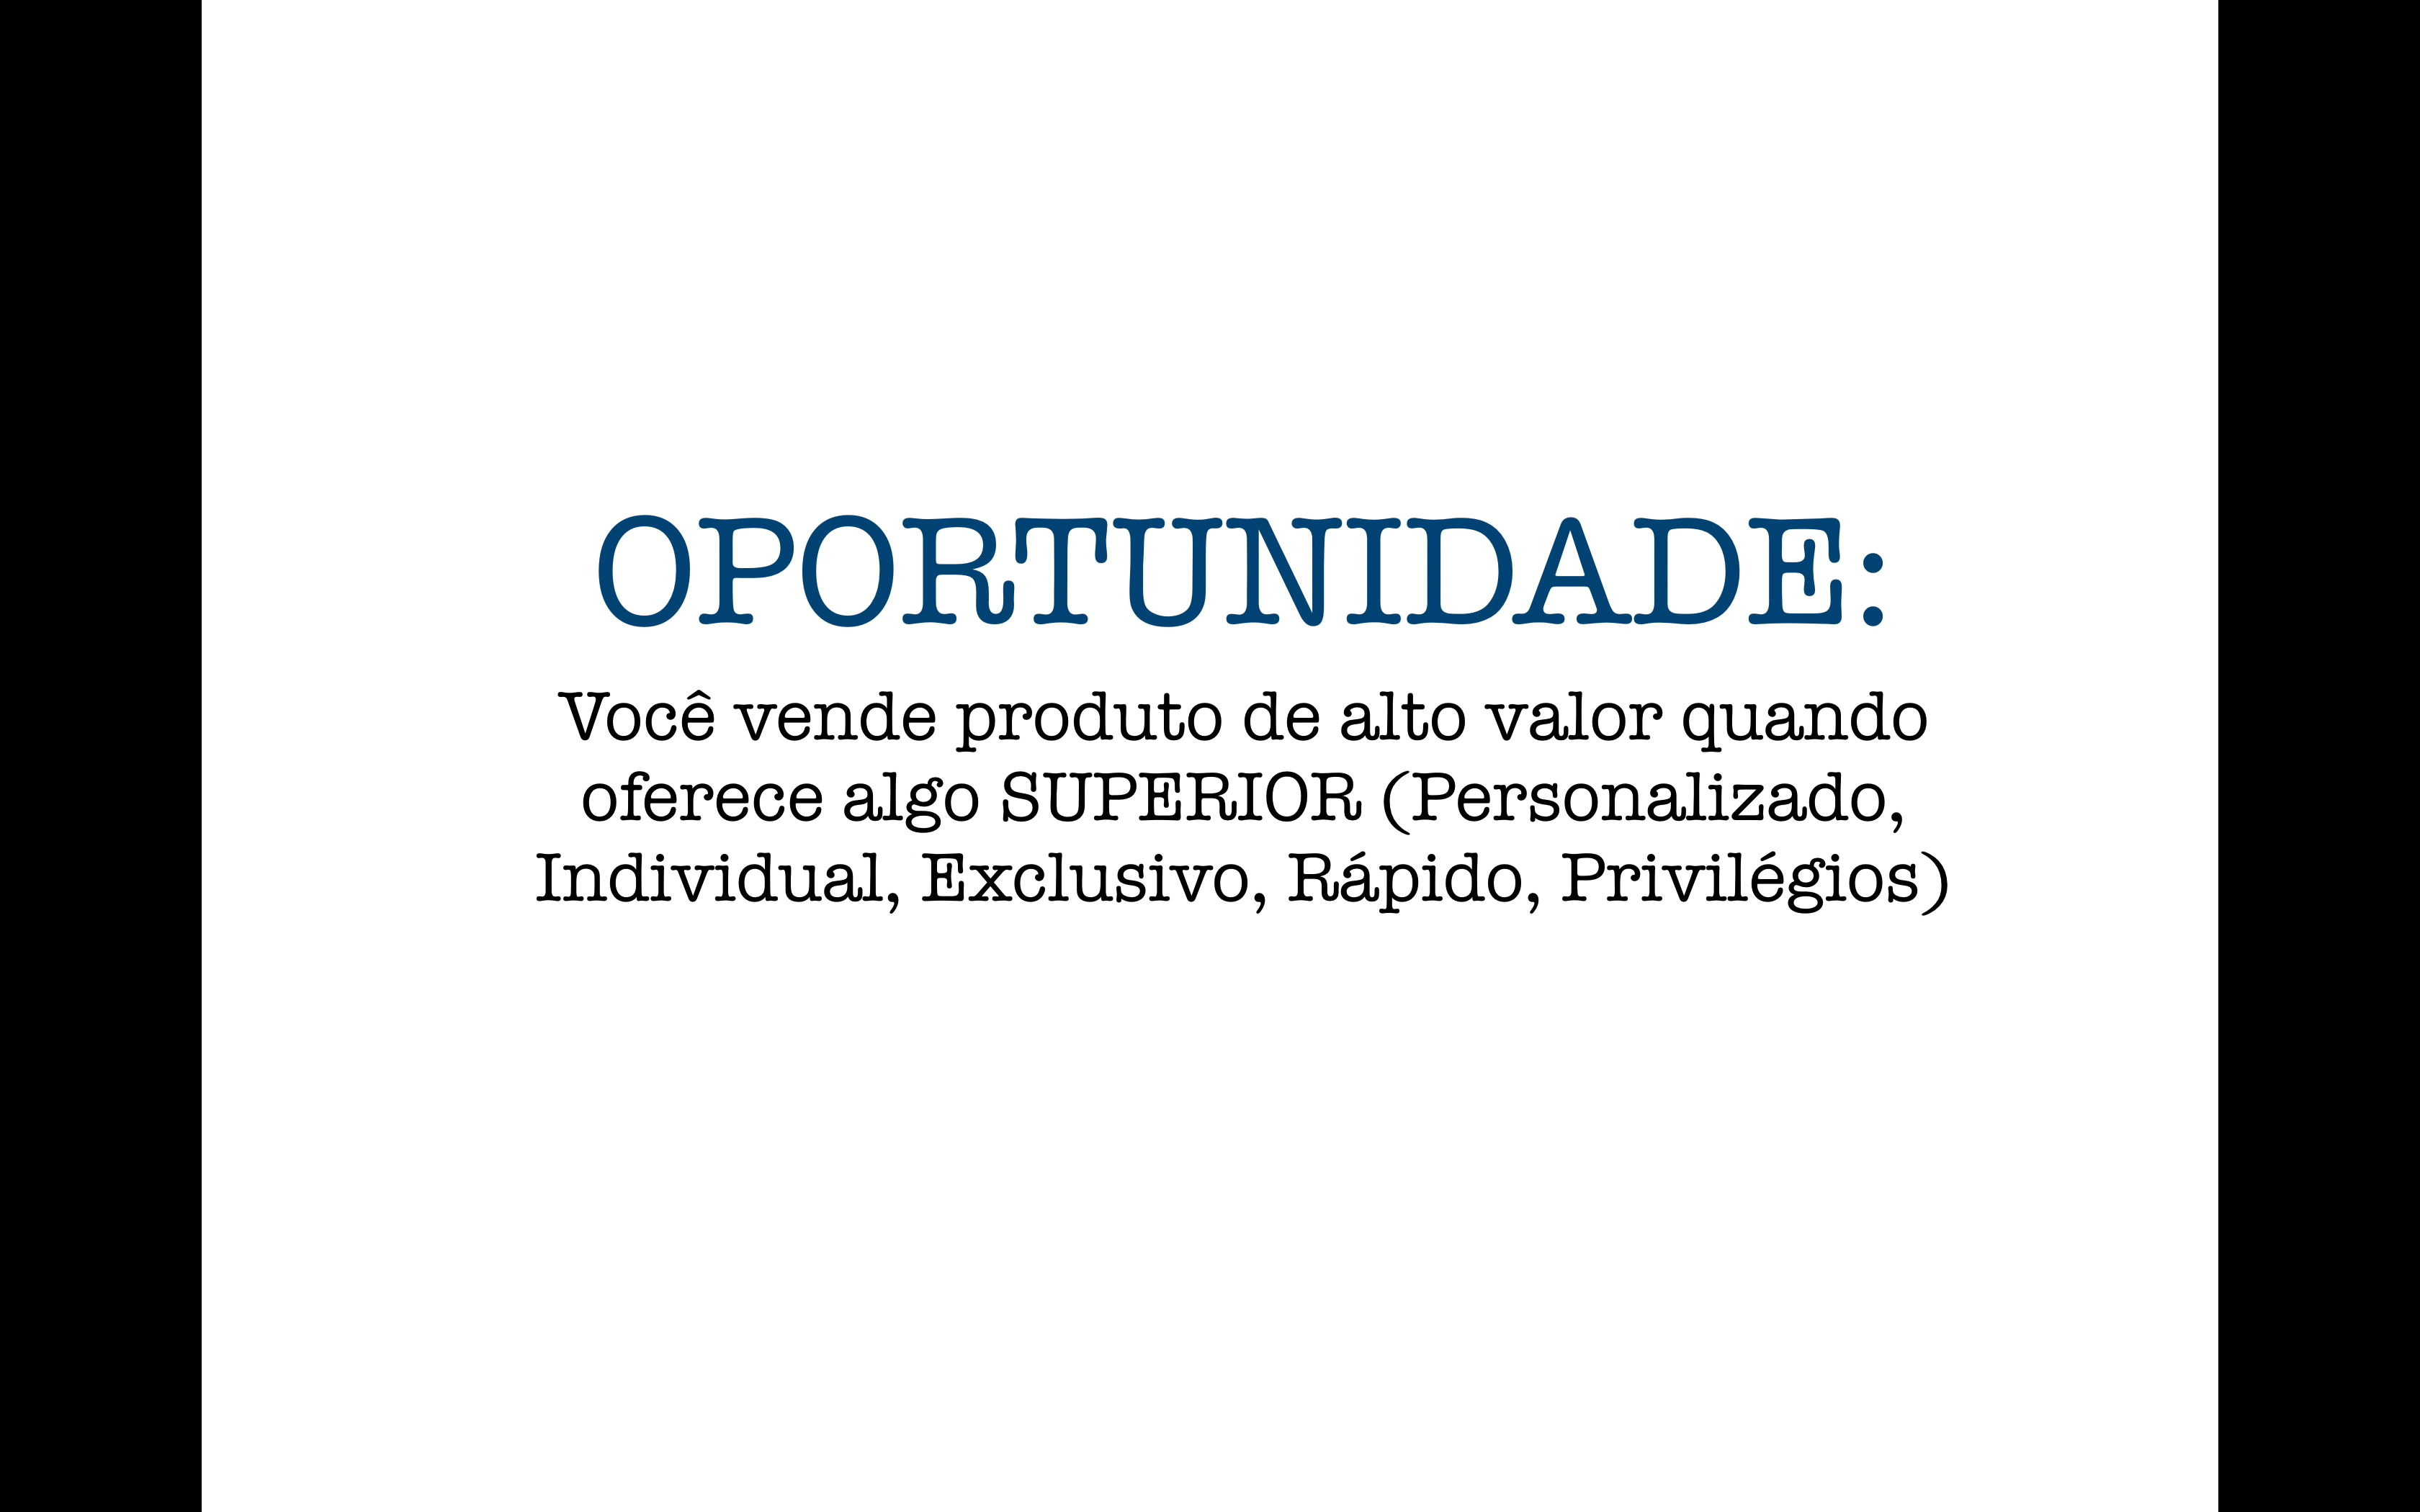 OPORTUNIDADE:
Você vende produto de alto valor quando
oferece algo SUPERIOR (Personalizado,
Individual, Exclusivo, Rápido, Privilégios)